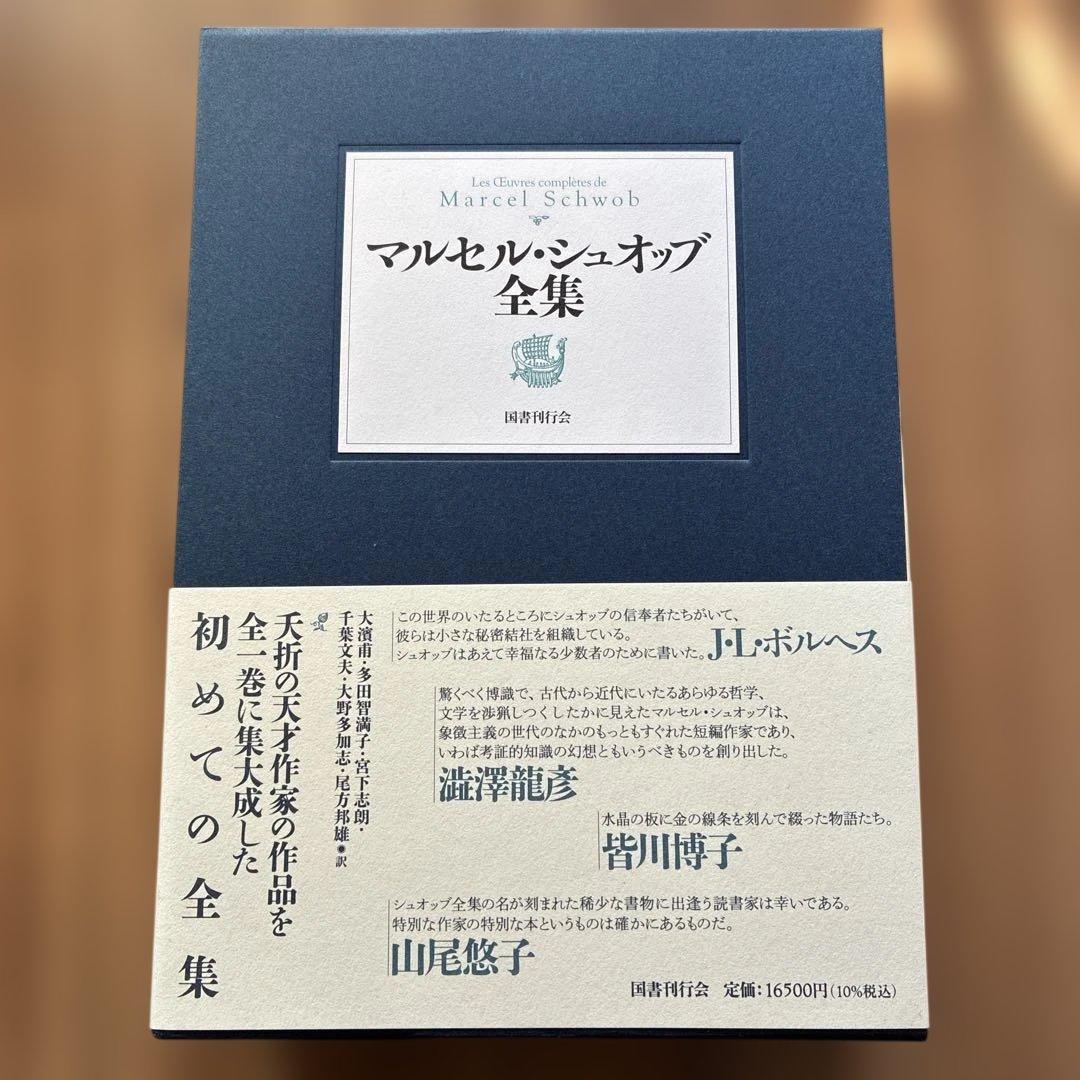 Les Œuvres complètes de
Marcel Schwob
マルセル・シュオッブ
全集
国書刊行会
夭折の天才作家の作品を
全一巻に集大成した
初めての全集
大濱甫・多田智満子・宮下志朗・
千葉文夫・大野多加志・尾方邦雄◉訳
この世界のいたるところにシュオッブの信奉者たちがいて、
彼らは小さな秘密結社を組織している。
シュオッブはあえて幸福なる少数者のために書いた。J・L・ボルヘス
驚くべく博識で、古代から近代にいたるあらゆる哲学、
文学を渉猟しつくしたかに見えたマルセル・シュオッブは、
象徴主義の世代のなかのもっともすぐれた短編作家であり、
いわば考証的知識の幻想ともいうべきものを創り出した。
澁澤龍彥
水晶の板に金の線条を刻んで綴った物語たち。
皆川博子
シュオッブ全集の名が刻まれた稀少な書物に出逢う読書家は幸いである。
特別な作家の特別な本というものは確かにあるものだ。
山尾悠子
国書刊行会 定価：16500円（10%税込）